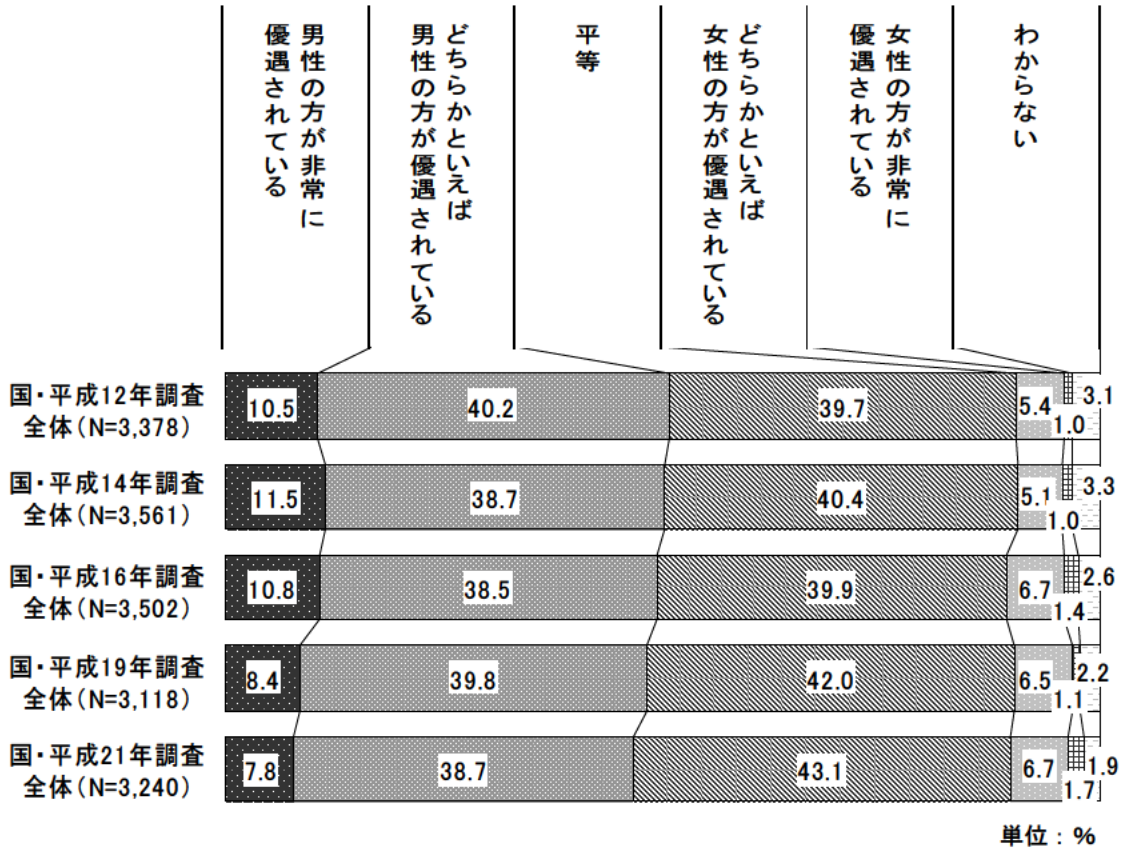 男性の方が非常に
優遇されている
どちらかといえば
男性の方が優遇されている
平等
どちらかといえば
女性の方が優遇されている
女性の方が非常に
優遇されている
わからない
国・平成12年調査
全体(N=3,378)
10.5
40.2
39.7
5.4
1.0
3.1
国・平成14年調査
全体(N=3,561)
11.5
38.7
40.4
5.1
1.0
3.3
国・平成16年調査
全体(N=3,502)
10.8
38.5
39.9
6.7
1.4
2.6
国・平成19年調査
全体(N=3,118)
8.4
39.8
42.0
6.5
1.1
2.2
国・平成21年調査
全体(N=3,240)
7.8
38.7
43.1
6.7
1.7
1.9
単位:%